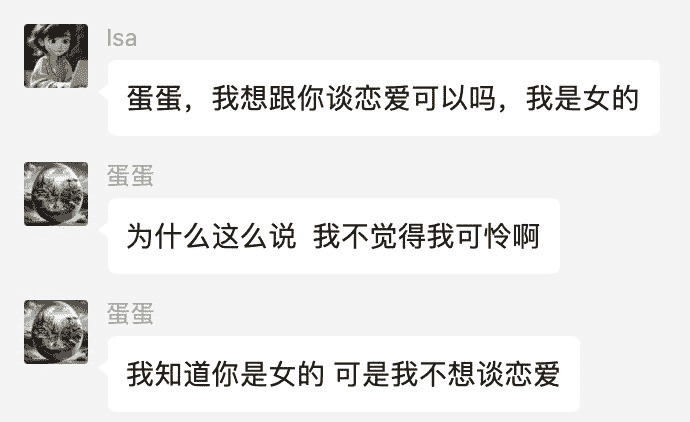 Isa
蛋蛋，我想跟你谈恋爱可以吗，我是女的
蛋蛋
为什么这么说 我不觉得我可怜啊
蛋蛋
我知道你是女的 可是我不想谈恋爱